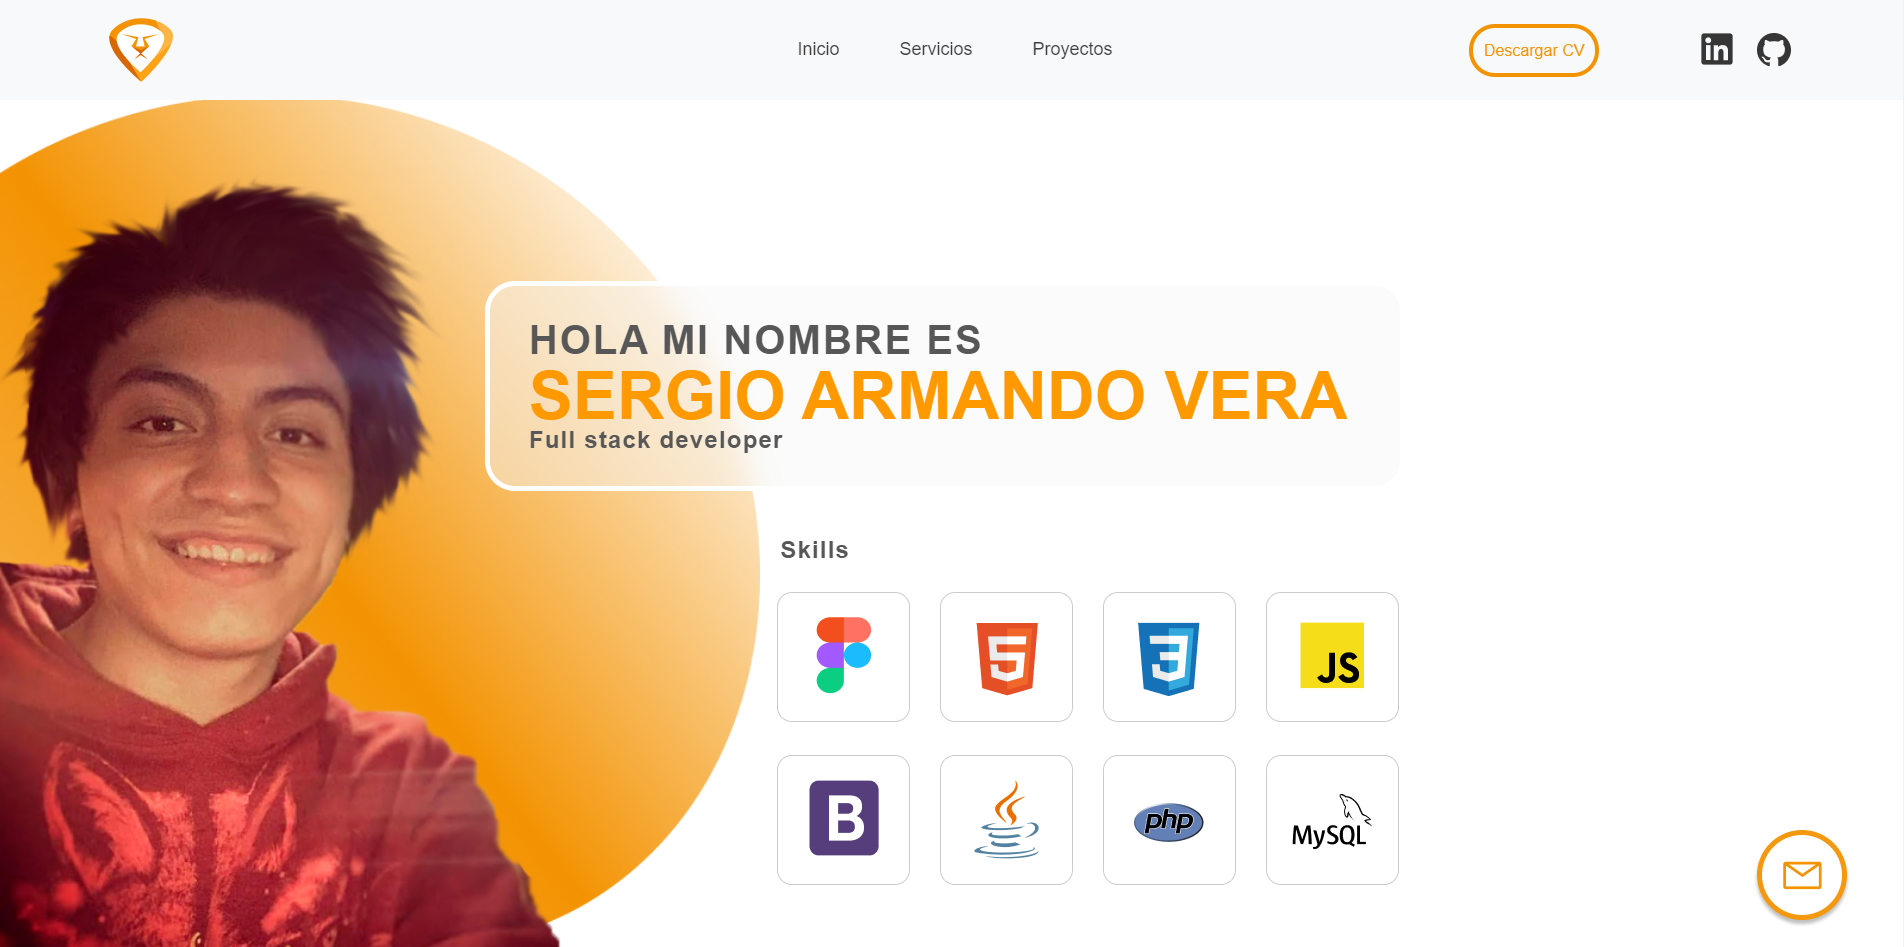 Inicio
Servicios
Proyectos
Descargar CV
in
HOLA MI NOMBRE ES
SERGIO ARMANDO VERA
Full stack developer
Skills
5
3
JS
B
php
MySQL